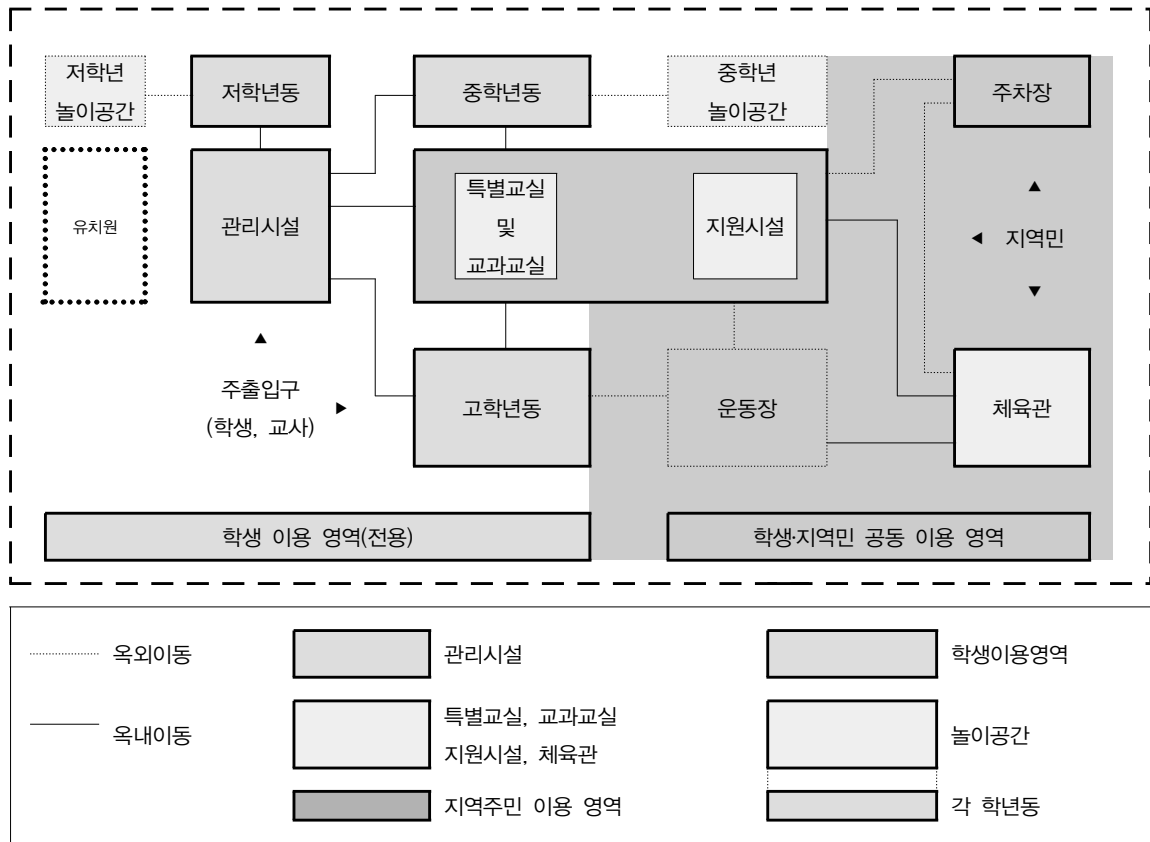 저학년
놀이공간
저학년동
중학년동
중학년
놀이공간
주차장
유치원
관리시설
특별교실
및
교과교실
지원시설
지역민
주출입구
(학생, 교사)
고학년동
운동장
체육관
학생 이용 영역(전용)
학생·지역민 공동 이용 영역
옥외이동
관리시설
학생이용영역
옥내이동
특별교실, 교과교실
지원시설, 체육관
놀이공간
지역주민 이용 영역
각 학년동